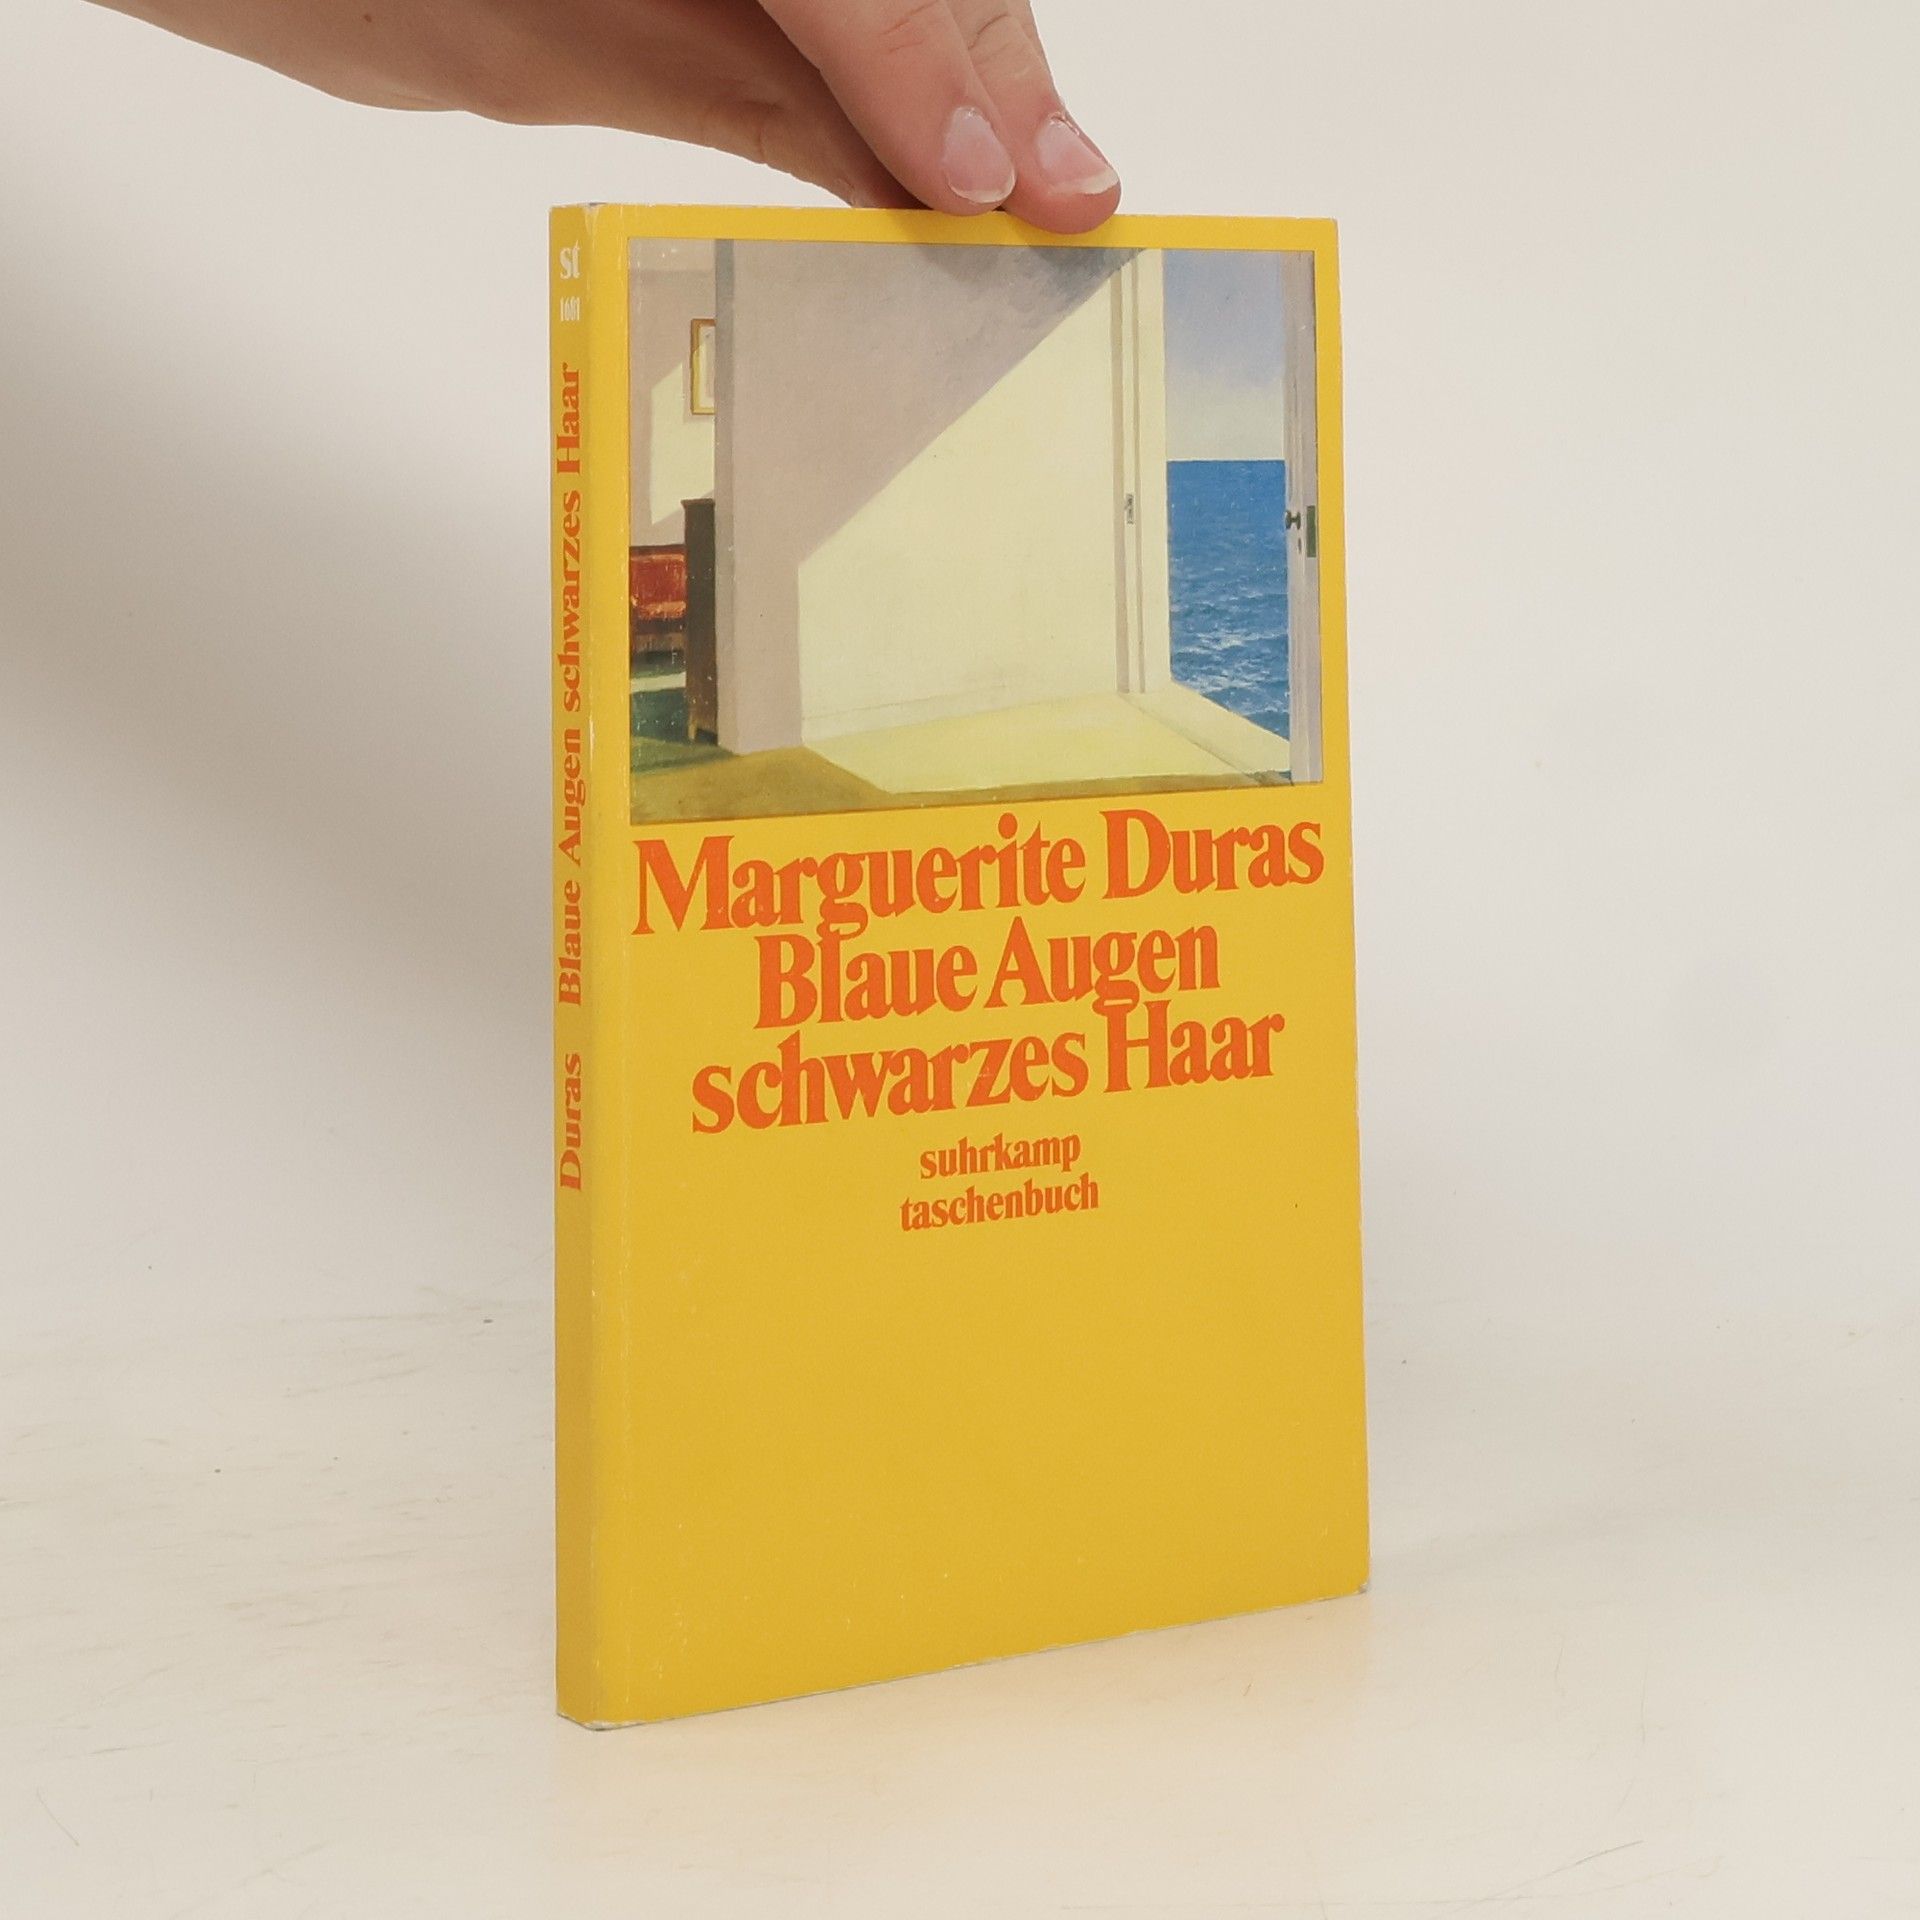 st
1681
Duras Blaue Augen schwarzes Haar
Marguerite Duras
Blaue Augen
schwarzes Haar
suhrkamp
taschenbuch